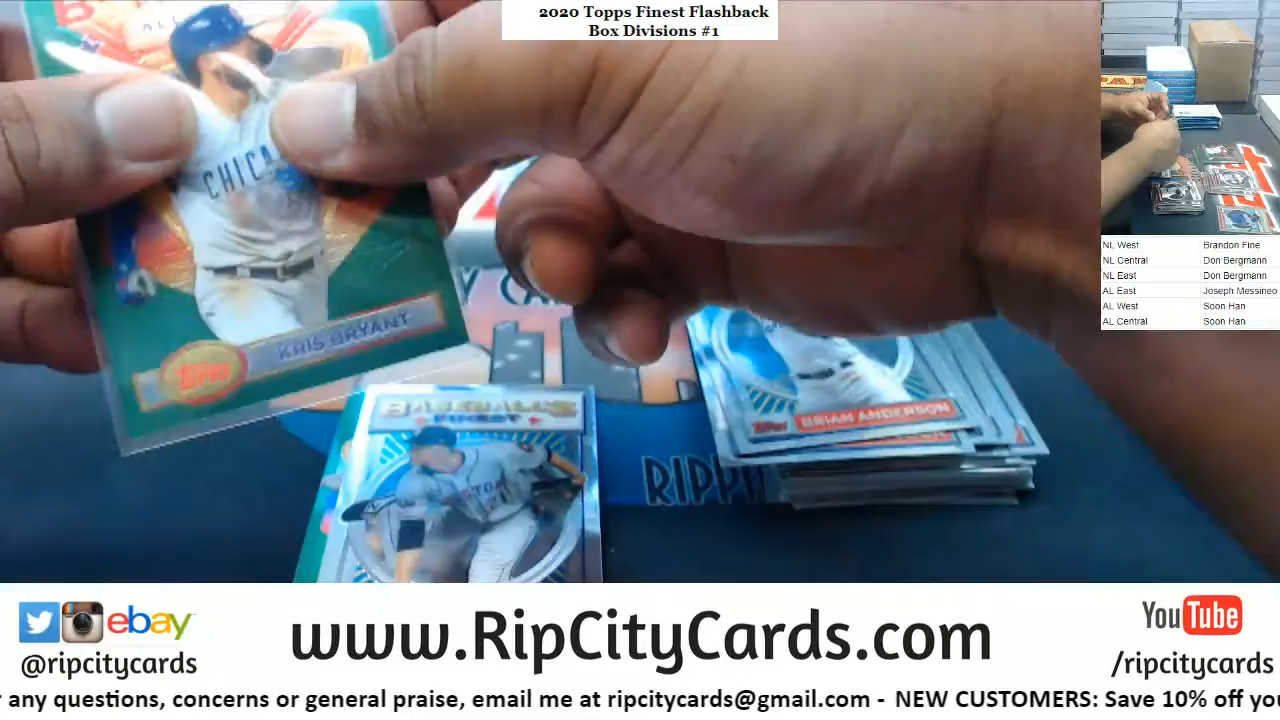 2020 Topps Finest Flashback
Box Divisions #1
CHICA
KRIS BRYANT
Topps
BASEBALL'S
FINEST
BRIAN ANDERSON
Topps
RIPP
NL West Brandon Fine
NL Central Don Bergmann
NL East Don Bergmann
AL East Joseph Messineo
AL West Soon Han
AL Central Soon Han
ebay
@ripcitycards
www.RipCityCards.com
YouTube
/ripcitycards
r any questions, concerns or general praise, email me at ripcitycards@gmail.com - NEW CUSTOMERS: Save 10% off you